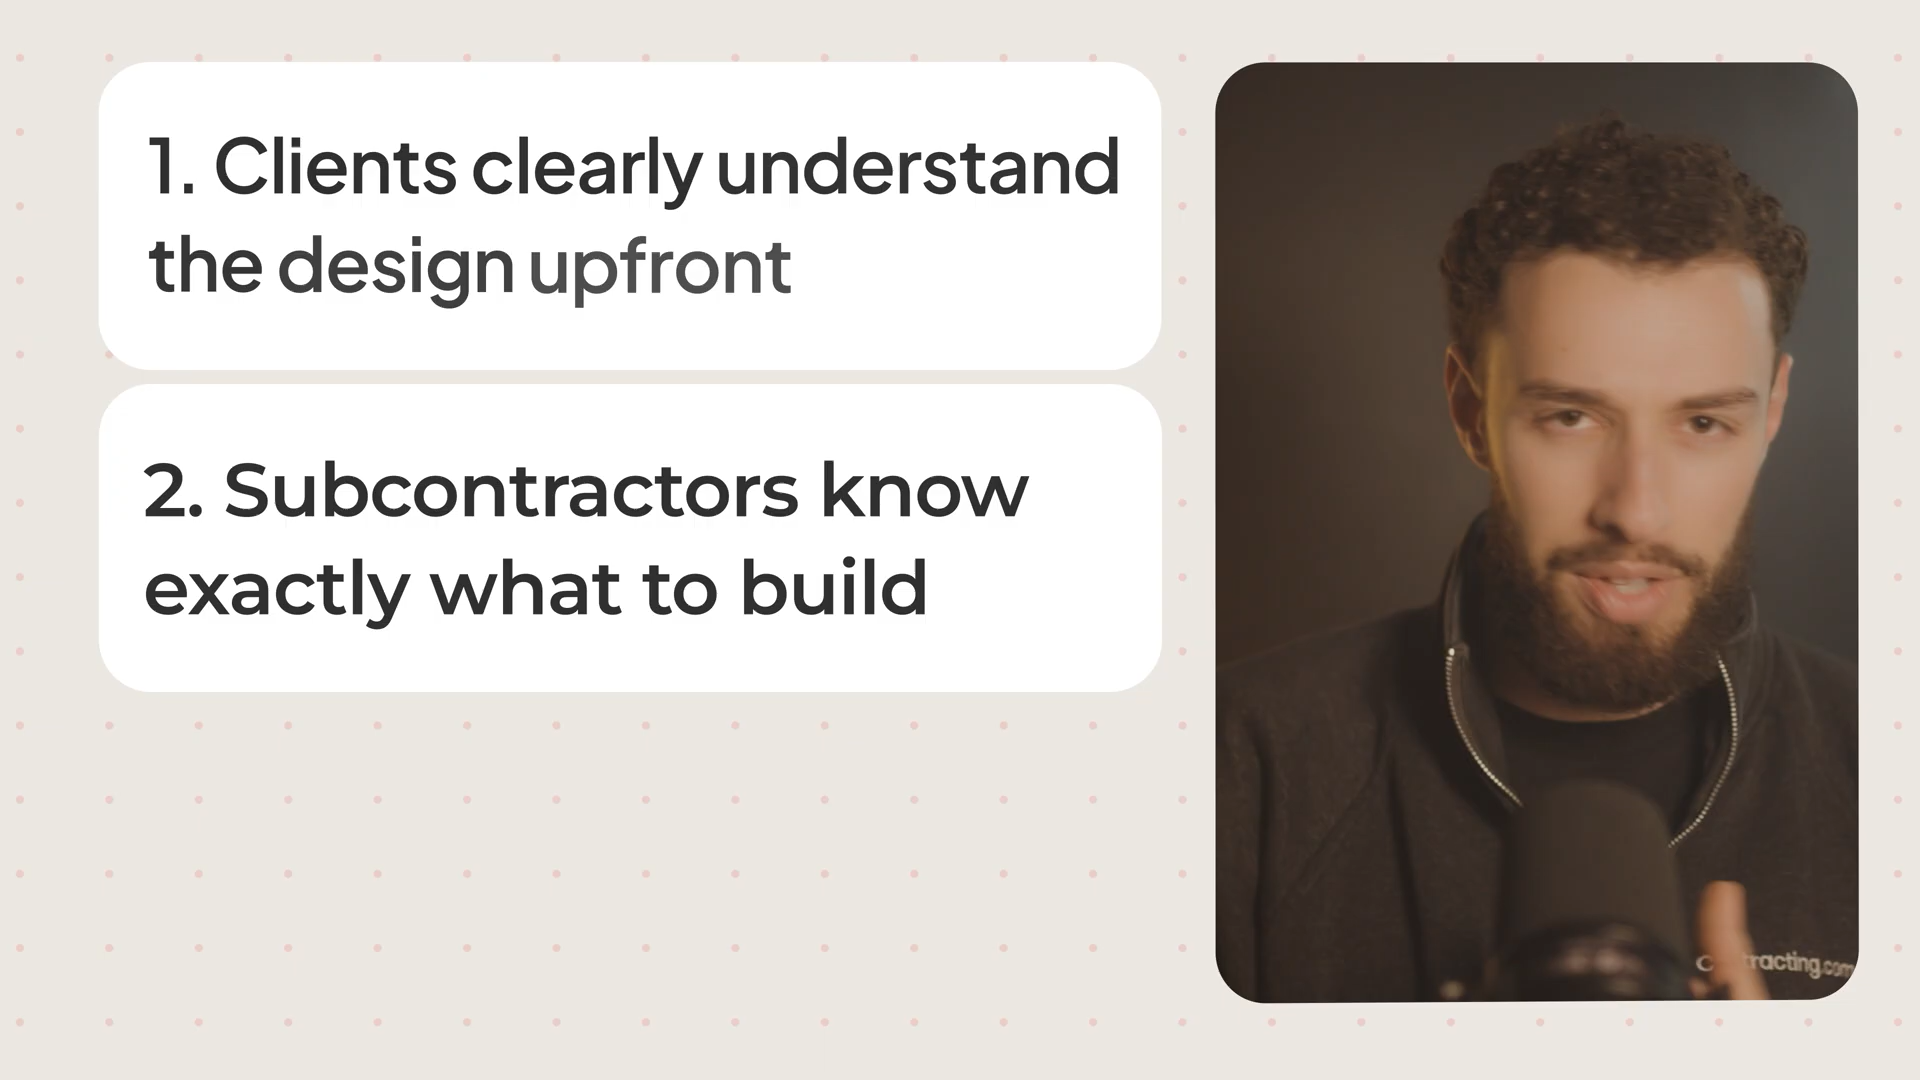 1. Clients clearly understand
the design upfront
2. Subcontractors know
exactly what to build